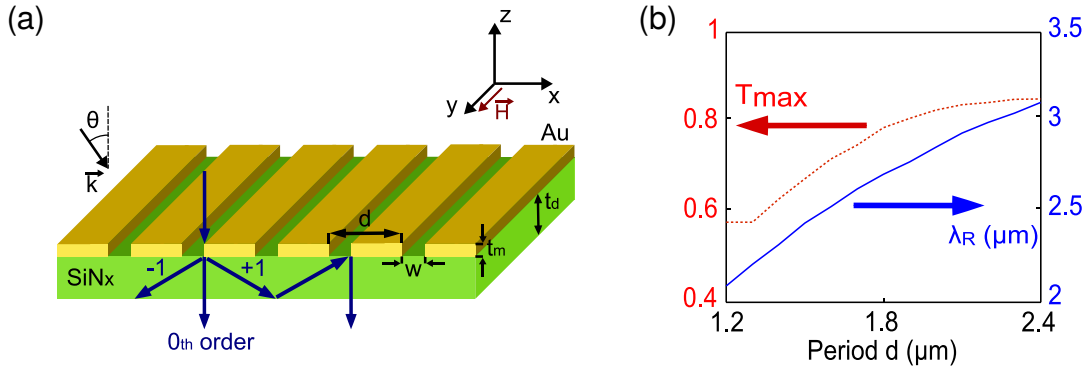 (a)
z
y
x
H
θ
k
Au
d
td
tm
w
SiNx
-1
+1
0th order
(b)
1
0.8
0.6
0.4
3.5
3
2.5
2
Tmax
λR (μm)
1.2
1.8
2.4
Period d (μm)